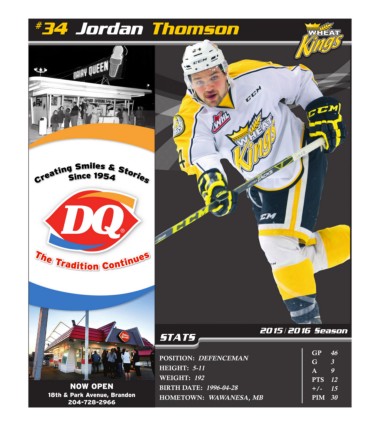 #34 Jordan Thomson
WHEAT
Kings
DAIRY QUEEN
Creating Smiles & Stories
Since 1954
DQ
The Tradition Continues
NOW OPEN
18th & Park Avenue, Brandon
204-728-2966
CCM
WHL
WHEAT
Kings
CCM
CCM
2015/2016 Season
STATS
POSITION: DEFENCEMAN
HEIGHT: 5-11
WEIGHT: 192
BIRTH DATE: 1996-04-28
HOMETOWN: WAWANESA, MB
GP 46
G 3
A 9
PTS 12
+/- 15
PIM 30